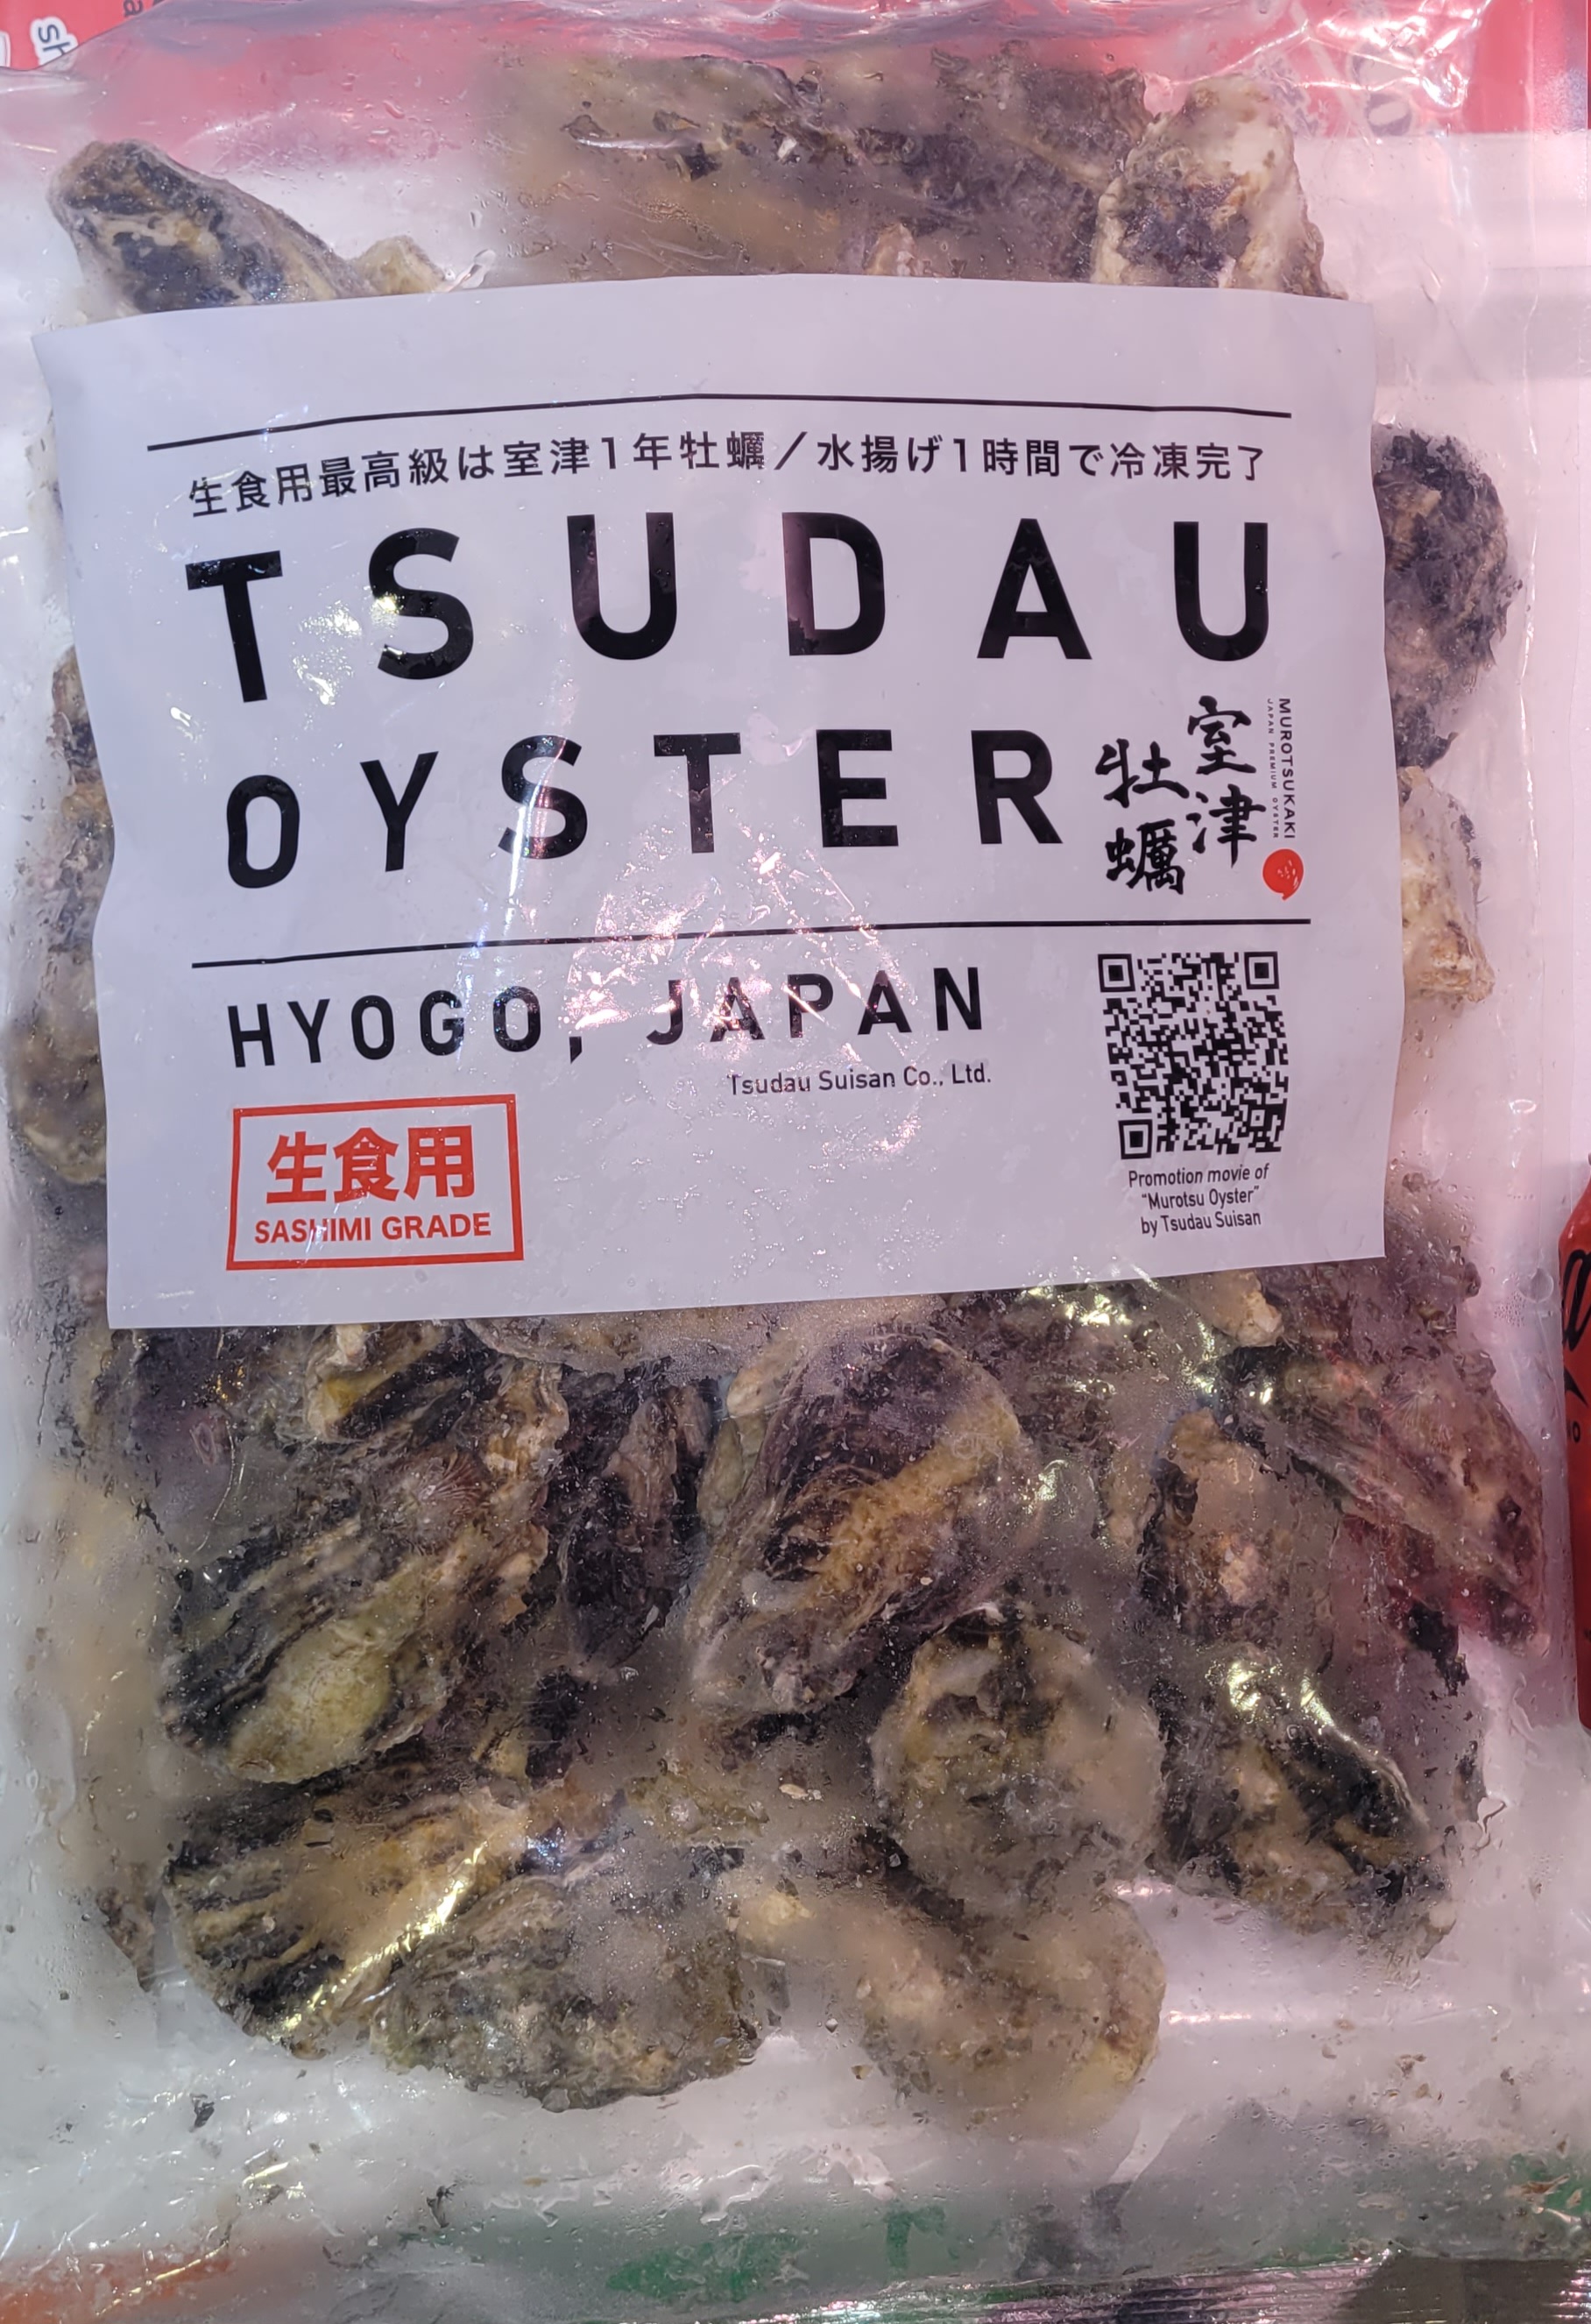 生食用最高級は室津1年牡蠣／水揚げ1時間で冷凍完了
TSUDAU
OYSTER
室津
牡蠣
MUROTSUKAKI
JAPAN PREMIUM OYSTER
HYOGO, JAPAN
Tsudau Suisan Co., Ltd.
生食用
SASHIMI GRADE
Promotion movie of
“Murotsu Oyster”
by Tsudau Suisan